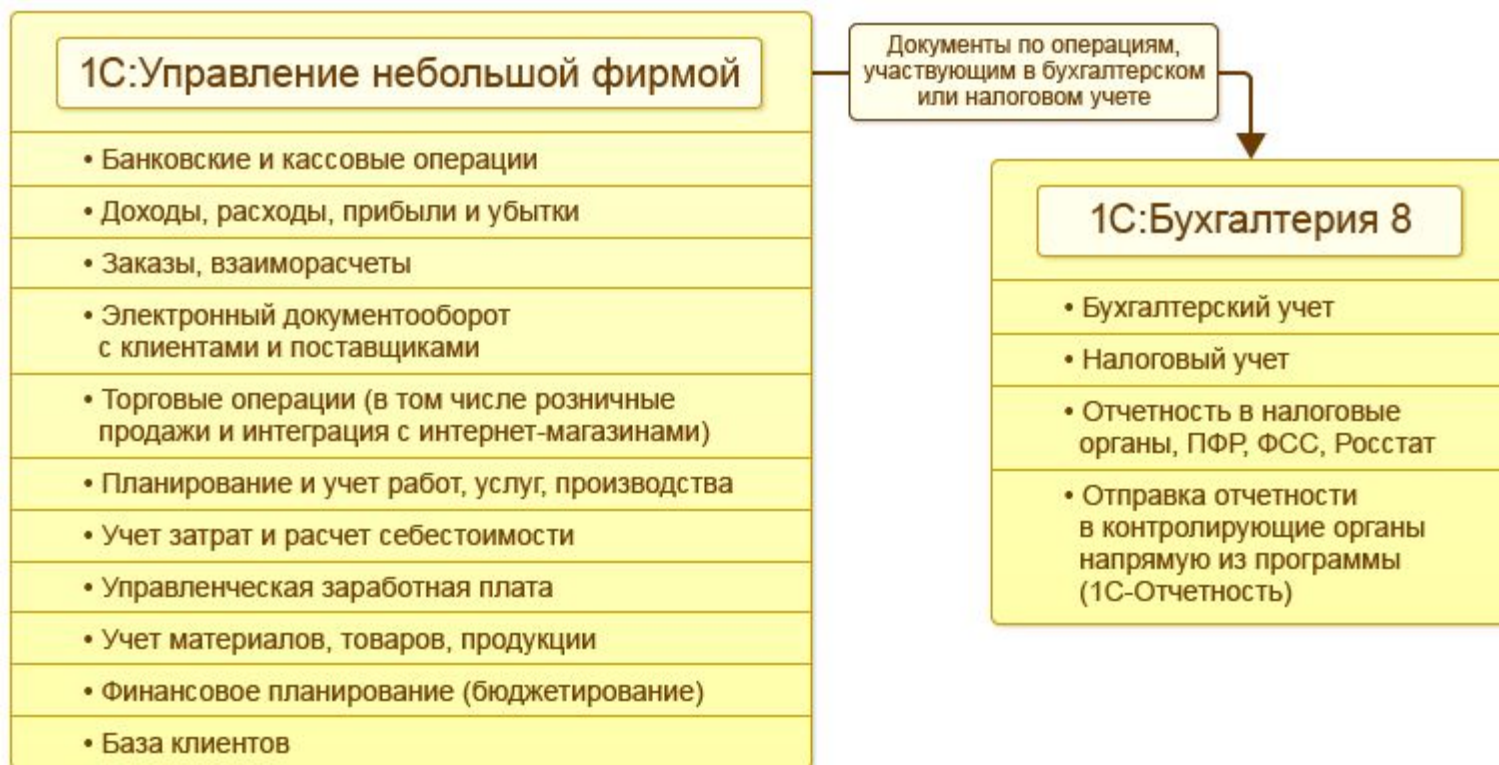 1С:Управление небольшой фирмой
• Банковские и кассовые операции
• Доходы, расходы, прибыли и убытки
• Заказы, взаиморасчеты
• Электронный документооборот
с клиентами и поставщиками
• Торговые операции (в том числе розничные
продажи и интеграция с интернет-магазинами)
• Планирование и учет работ, услуг, производства
• Учет затрат и расчет себестоимости
• Управленческая заработная плата
• Учет материалов, товаров, продукции
• Финансовое планирование (бюджетирование)
• База клиентов
Документы по операциям,
участвующим в бухгалтерском
или налоговом учете
1С:Бухгалтерия 8
• Бухгалтерский учет
• Налоговый учет
• Отчетность в налоговые
органы, ПФР, ФСС, Росстат
• Отправка отчетности
в контролирующие органы
напрямую из программы
(1С-Отчетность)